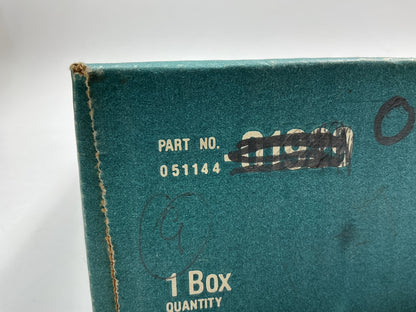 PART NO.
O
051144
1 Box
QUANTITY